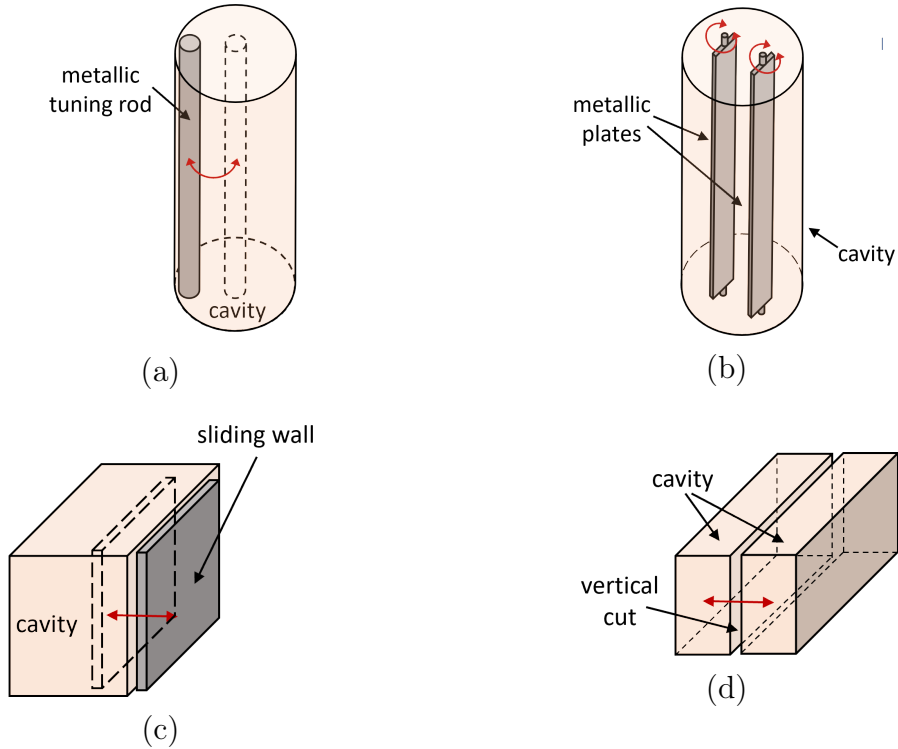 metallic
tuning rod
cavity
(a)
metallic
plates
cavity
(b)
sliding wall
cavity
(c)
cavity
vertical
cut
(d)